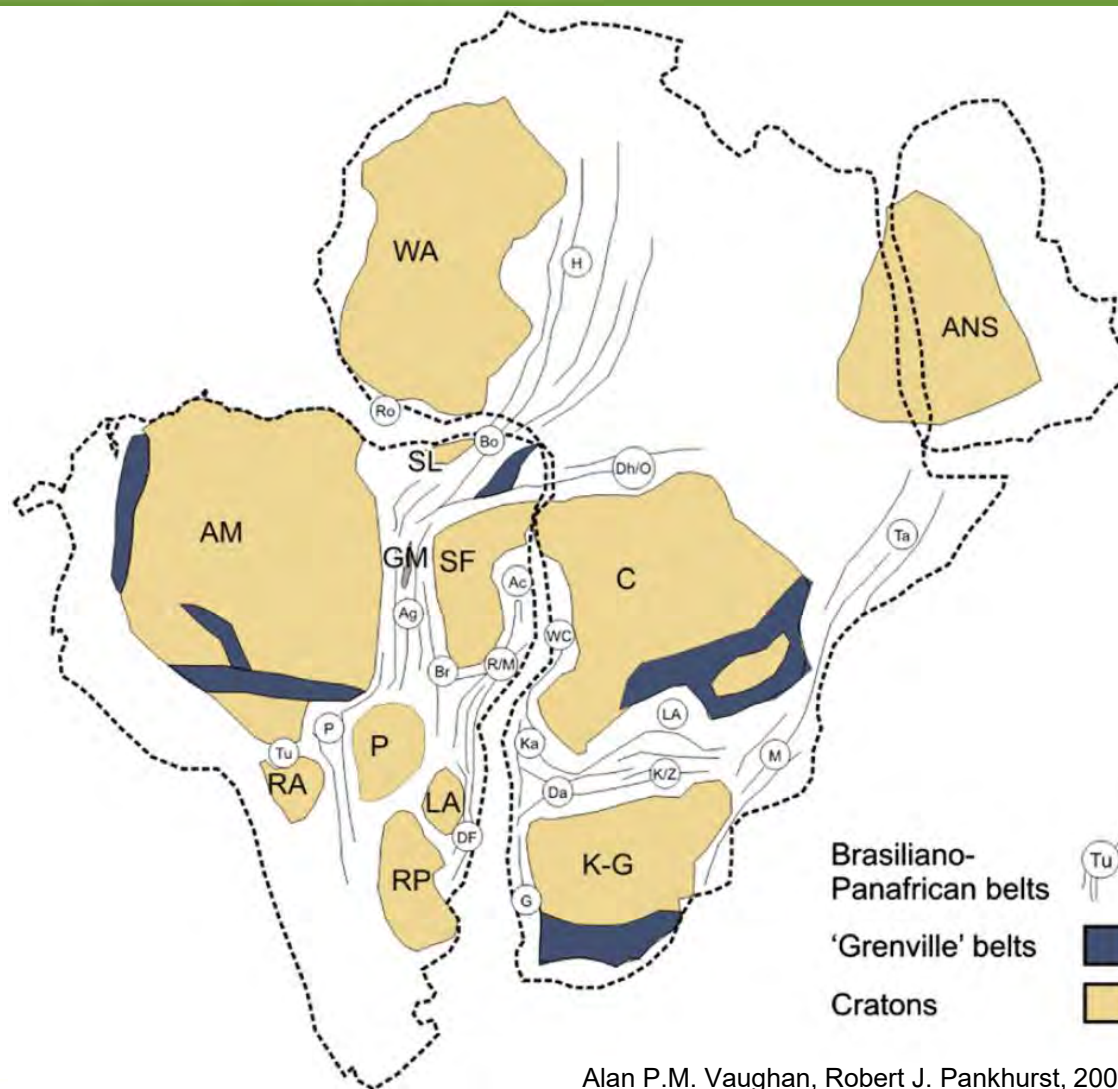 WA
H
ANS
Ro
Bo
SL
Dh/O
AM
GM
SF
C
Ta
Ac
Ag
WC
Br
R/M
LA
P
P
Ka
Tu
RA
K/Z
M
Da
LA
DF
RP
K-G
G
Brasiliano-
Panafrican belts
Tu
'Grenville' belts
Cratons
Alan P.M. Vaughan, Robert J. Pankhurst, 200